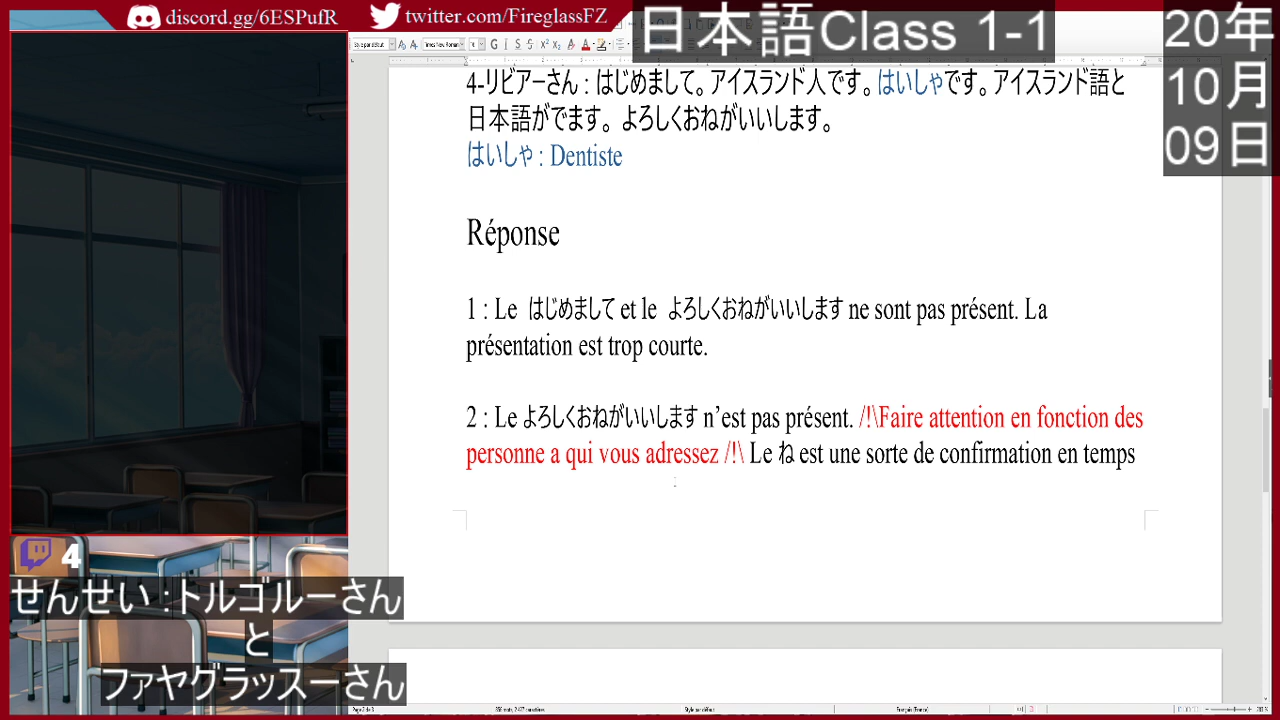 discord.gg/6ESPufR
twitter.com/FireglassFZ
日本語Class 1-1
20年
10月
09日
4-リビアーさん : はじめまして。アイスランド人です。はいしゃです。アイスランド語と
日本語がでます。よろしくおねがいいします。
はいしゃ : Dentiste
Réponse
1 : Le はじめまして et le よろしくおねがいいします ne sont pas présent. La
présentation est trop courte.
2 : Le よろしくおねがいいします n’est pas présent. /!\Faire attention en fonction des
personne a qui vous adressez /!\ Le ね est une sorte de confirmation en temps
4
せんせい :トルゴルーさん
と
ファヤグラッスーさん